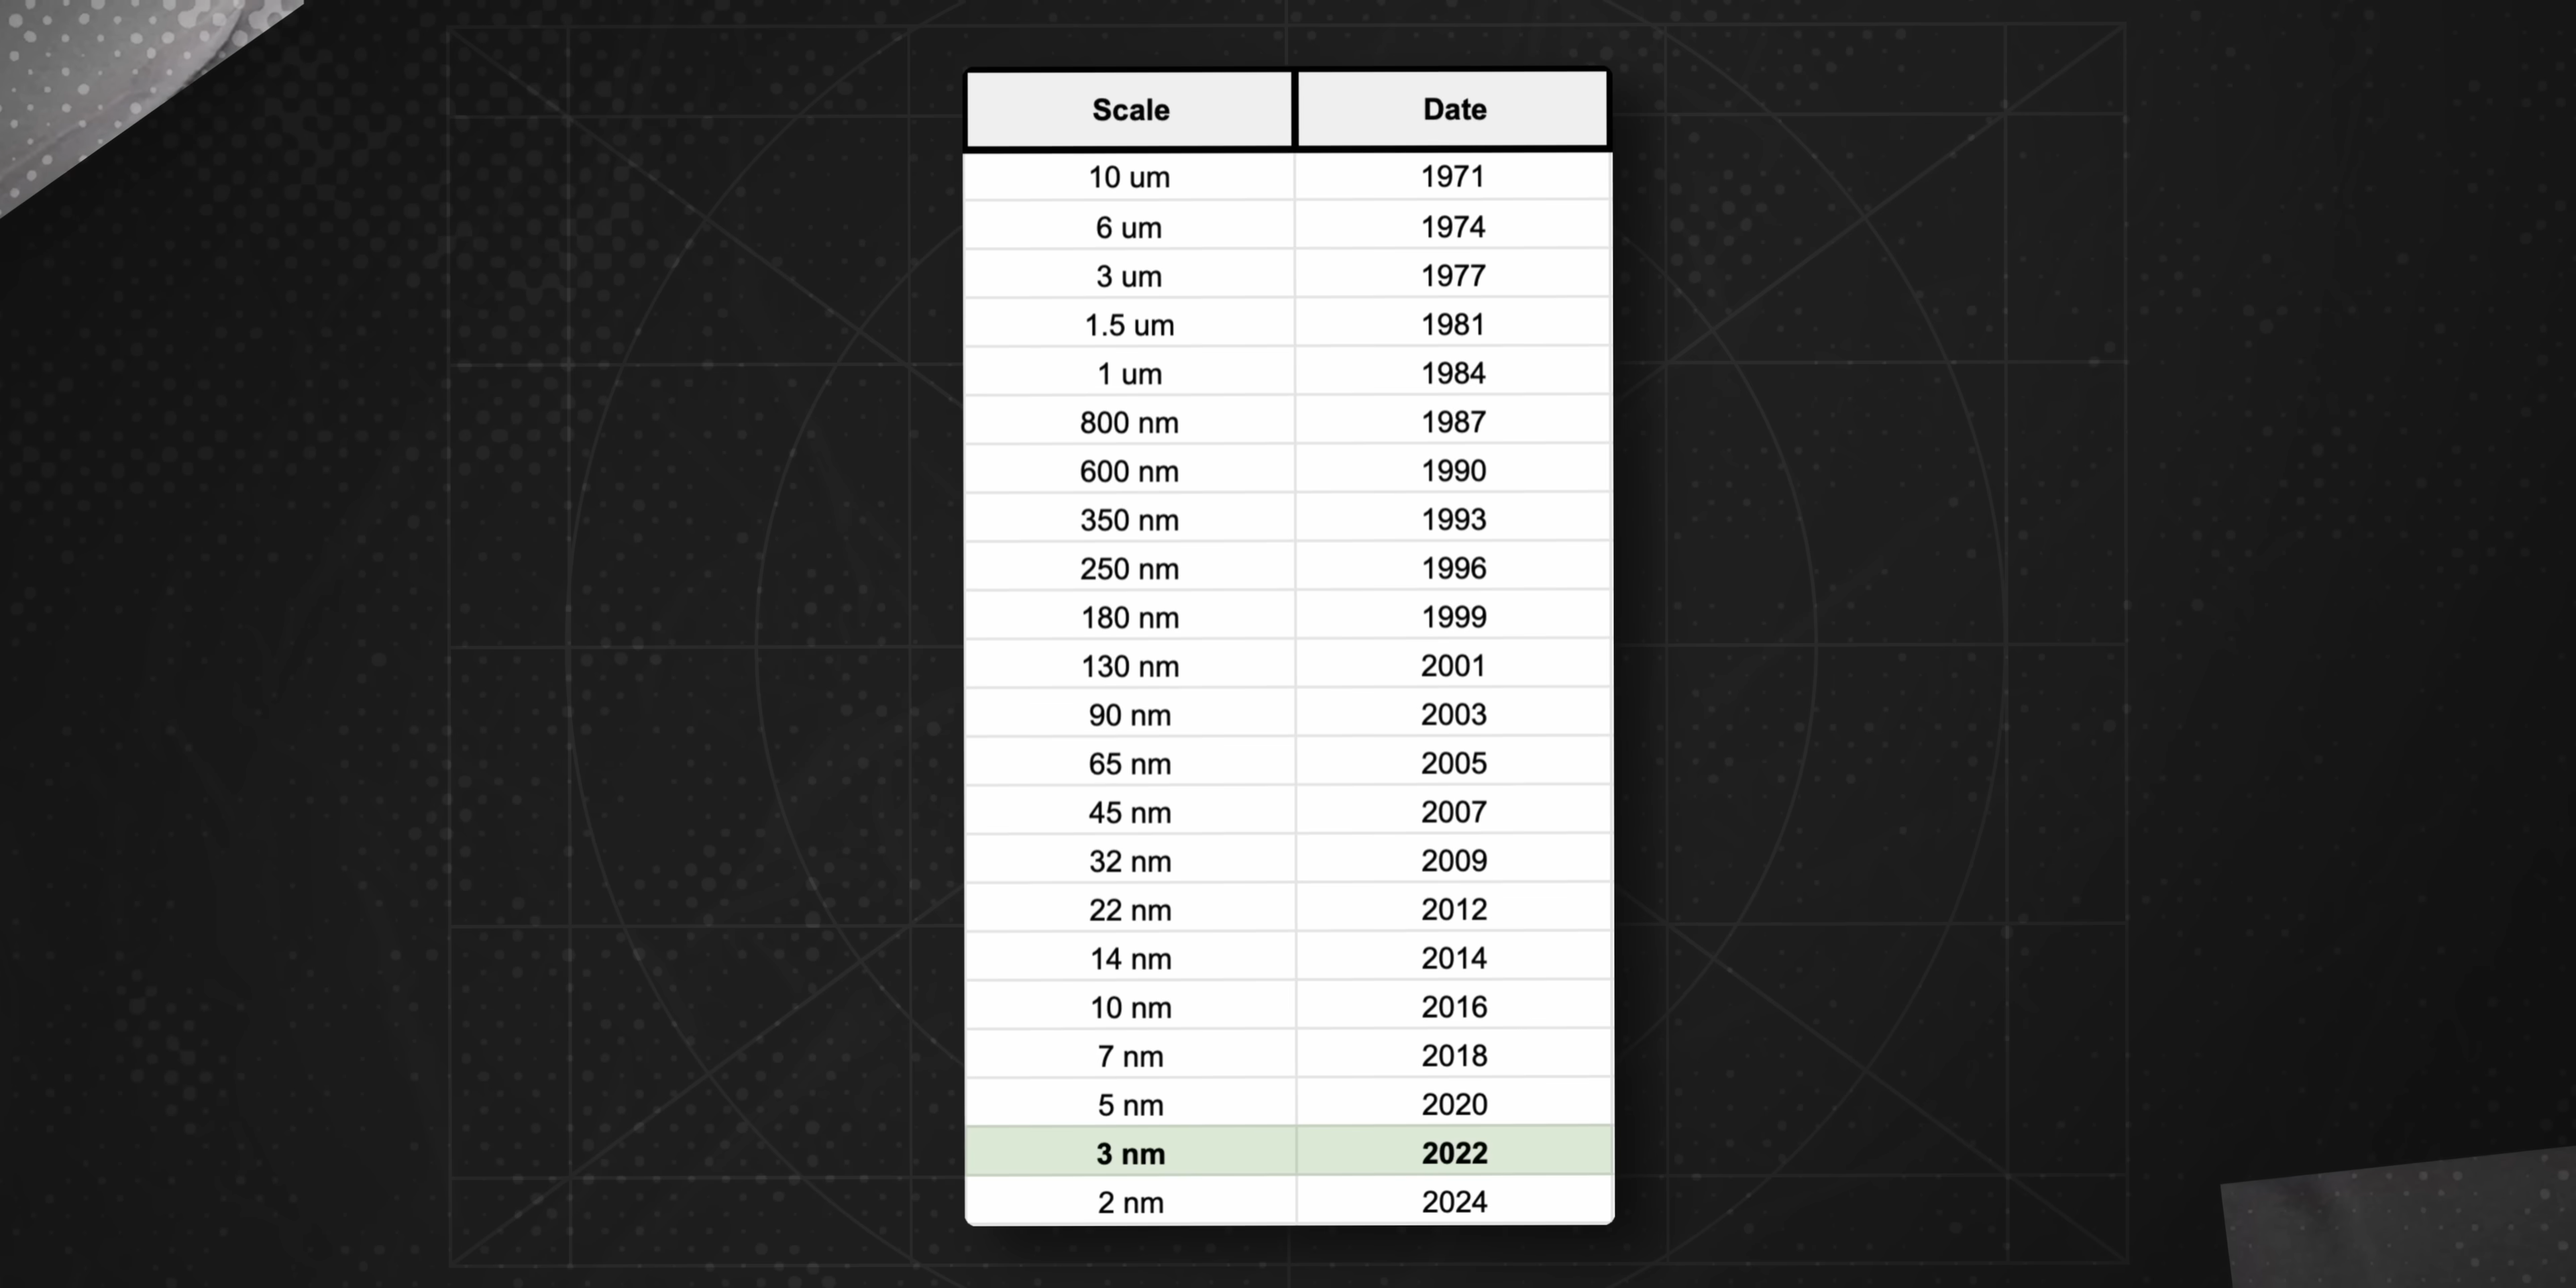 Scale Date
10 um 1971
6 um 1974
3 um 1977
1.5 um 1981
1 um 1984
800 nm 1987
600 nm 1990
350 nm 1993
250 nm 1996
180 nm 1999
130 nm 2001
90 nm 2003
65 nm 2005
45 nm 2007
32 nm 2009
22 nm 2012
14 nm 2014
10 nm 2016
7 nm 2018
5 nm 2020
3 nm 2022
2 nm 2024